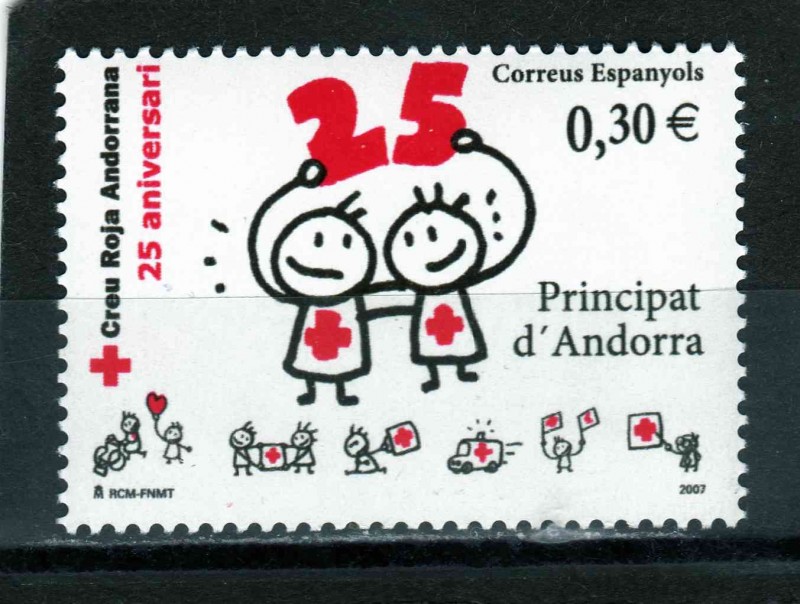 Creu Roja Andorrana
25 aniversari
25
Correus Espanyols
0,30 €
Principat
d´Andorra
RCM-FNMT
2007